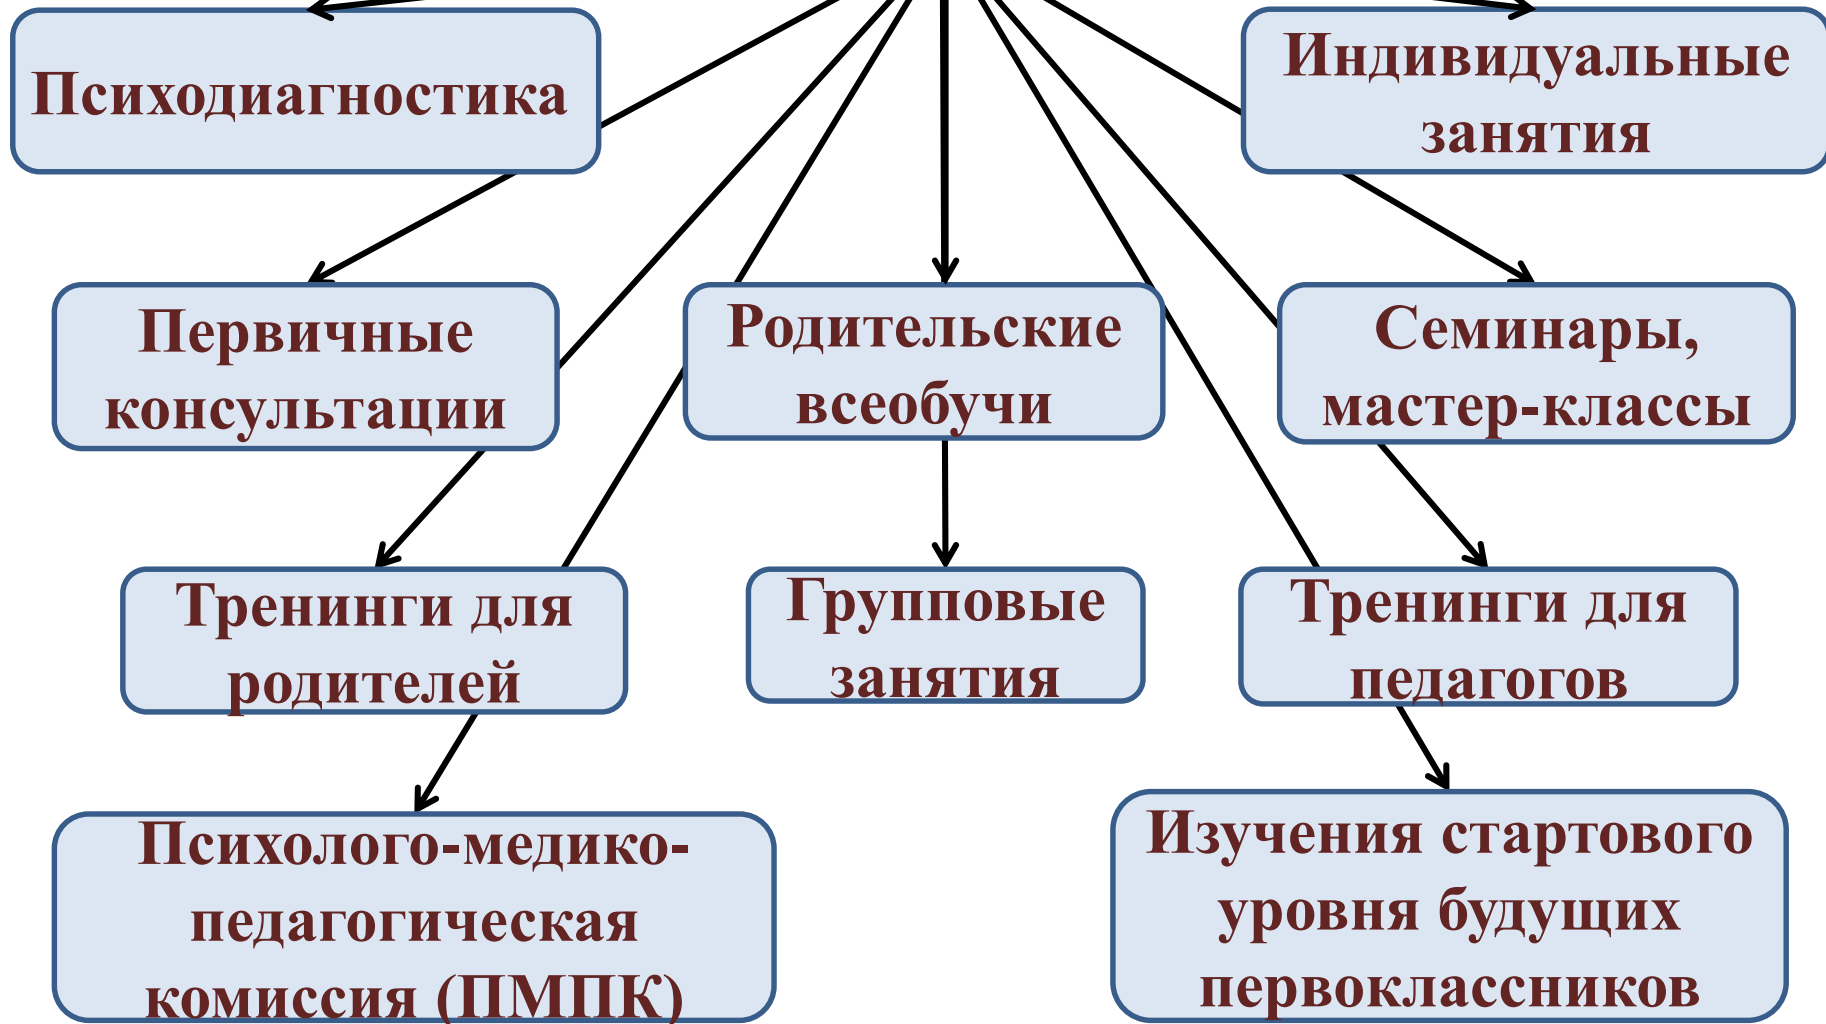 Психодиагностика
Индивидуальные
занятия
Первичные
консультации
Родительские
всеобучи
Семинары,
мастер-классы
Тренинги для
родителей
Групповые
занятия
Тренинги для
педагогов
Психолого-медико-
педагогическая
комиссия (ПМПК)
Изучения стартового
уровня будущих
первоклассников